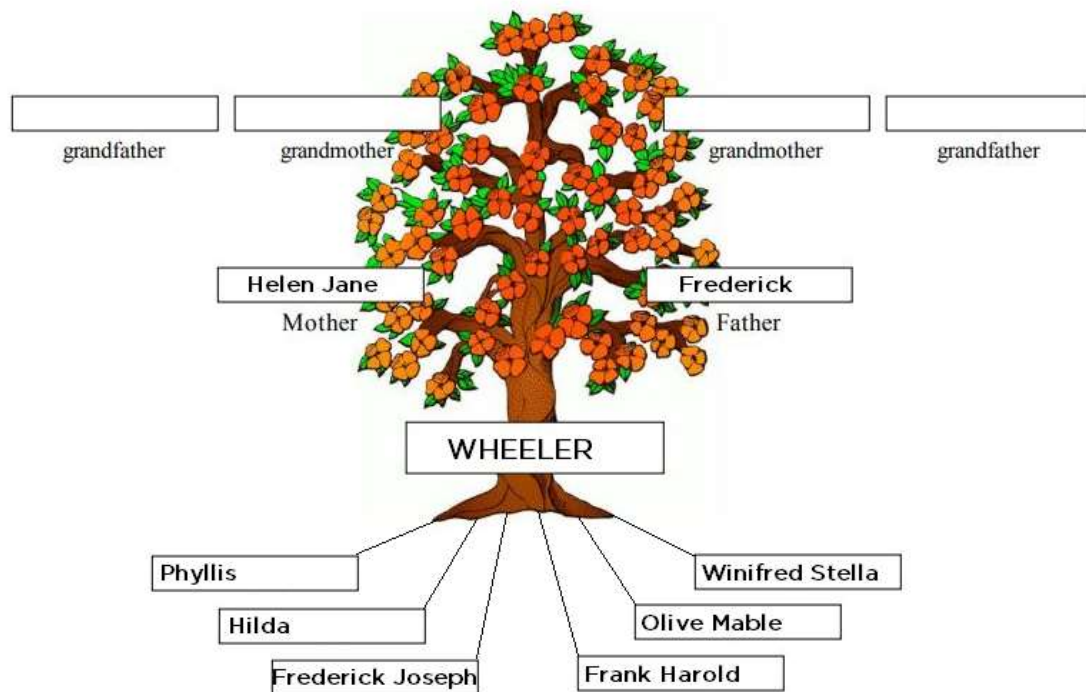 grandfather grandmother grandmother grandfather
Helen Jane Frederick
Mother Father
WHEELER
Phyllis Winifred Stella
Hilda Olive Mable
Frederick Joseph Frank Harold